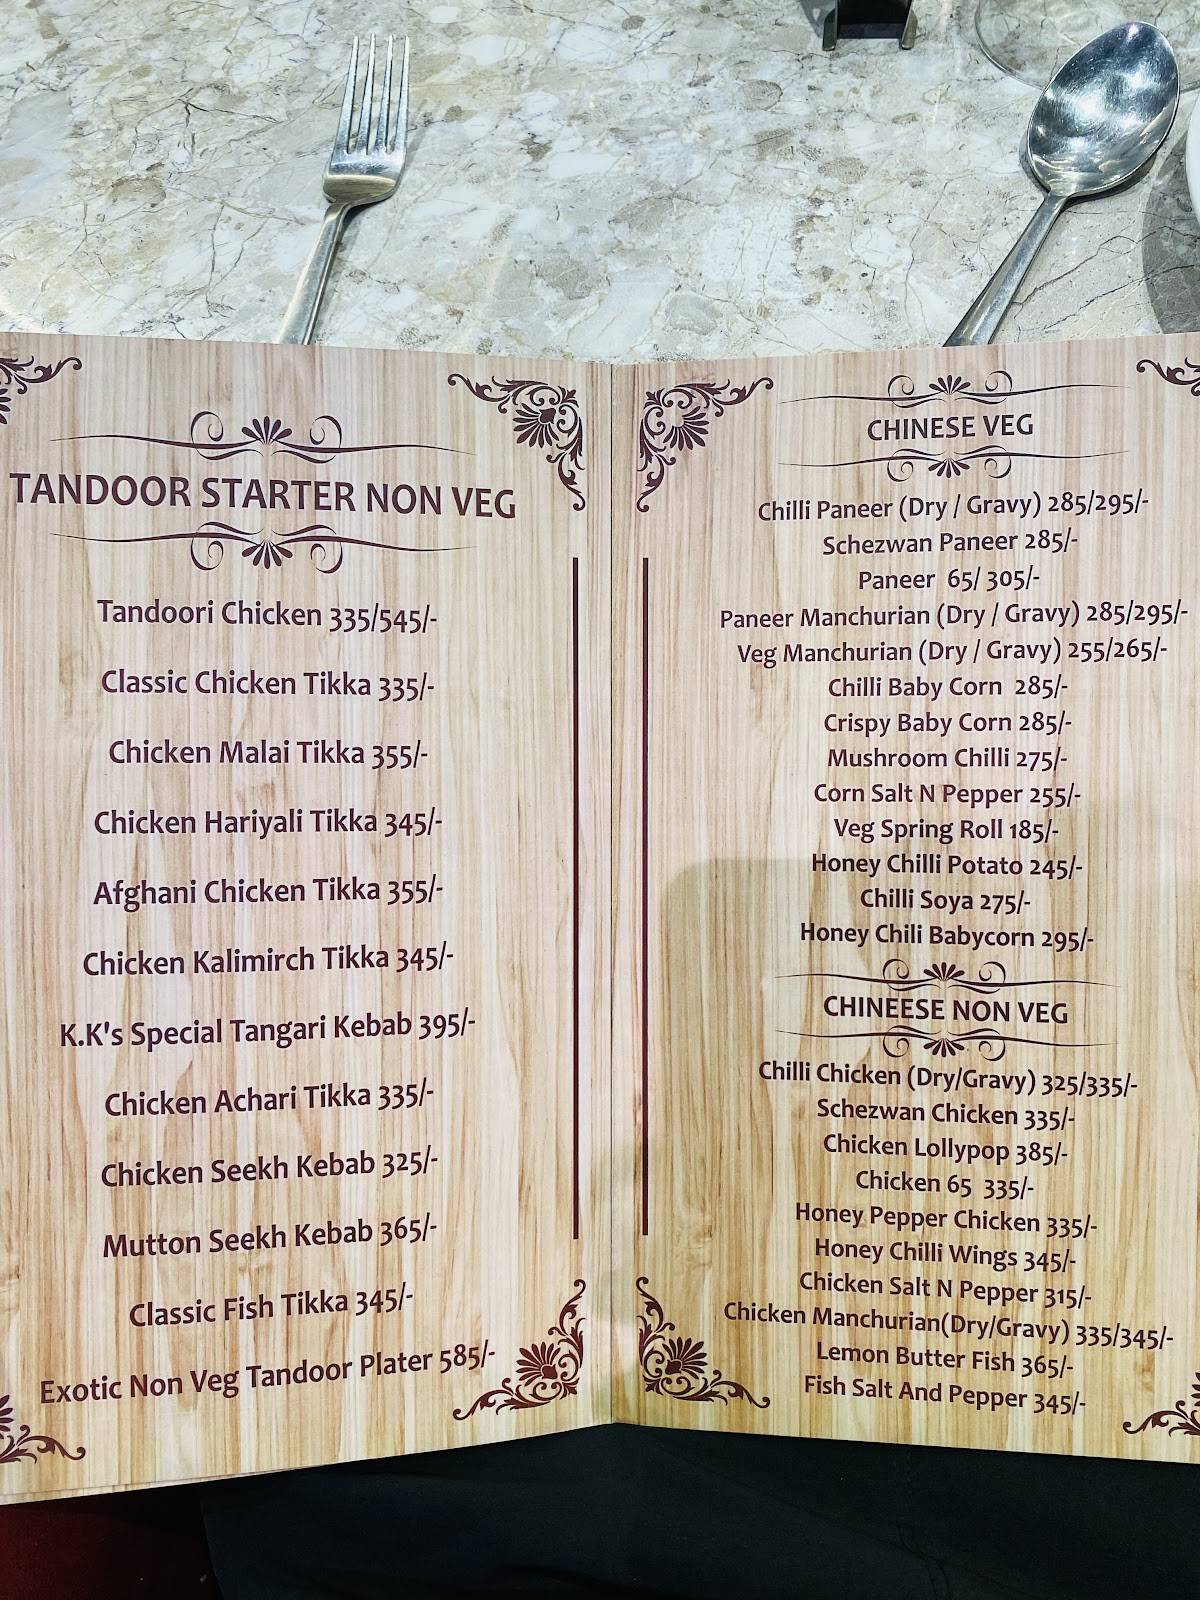 TANDOOR STARTER NON VEG
Tandoori Chicken 335/545/-
Classic Chicken Tikka 335/-
Chicken Malai Tikka 355/-
Chicken Hariyali Tikka 345/-
Afghani Chicken Tikka 355/-
Chicken Kalimirch Tikka 345/-
K.K's Special Tangari Kebab 395/-
Chicken Achari Tikka 335/-
Chicken Seekh Kebab 325/-
Mutton Seekh Kebab 365/-
Classic Fish Tikka 345/-
Exotic Non Veg Tandoor Plater 585/-
CHINESE VEG
Chilli Paneer (Dry / Gravy) 285/295/-
Schezwan Paneer 285/-
Paneer 65/ 305/-
Paneer Manchurian (Dry / Gravy) 285/295/-
Veg Manchurian (Dry / Gravy) 255/265/-
Chilli Baby Corn 285/-
Crispy Baby Corn 285/-
Mushroom Chilli 275/-
Corn Salt N Pepper 255/-
Veg Spring Roll 185/-
Honey Chilli Potato 245/-
Chilli Soya 275/-
Honey Chili Babycorn 295/-
CHINEESE NON VEG
Chilli Chicken (Dry/Gravy) 325/335/-
Schezwan Chicken 335/-
Chicken Lollypop 385/-
Chicken 65 335/-
Honey Pepper Chicken 335/-
Honey Chilli Wings 345/-
Chicken Salt N Pepper 315/-
Chicken Manchurian(Dry/Gravy) 335/345/-
Lemon Butter Fish 365/-
Fish Salt And Pepper 345/-